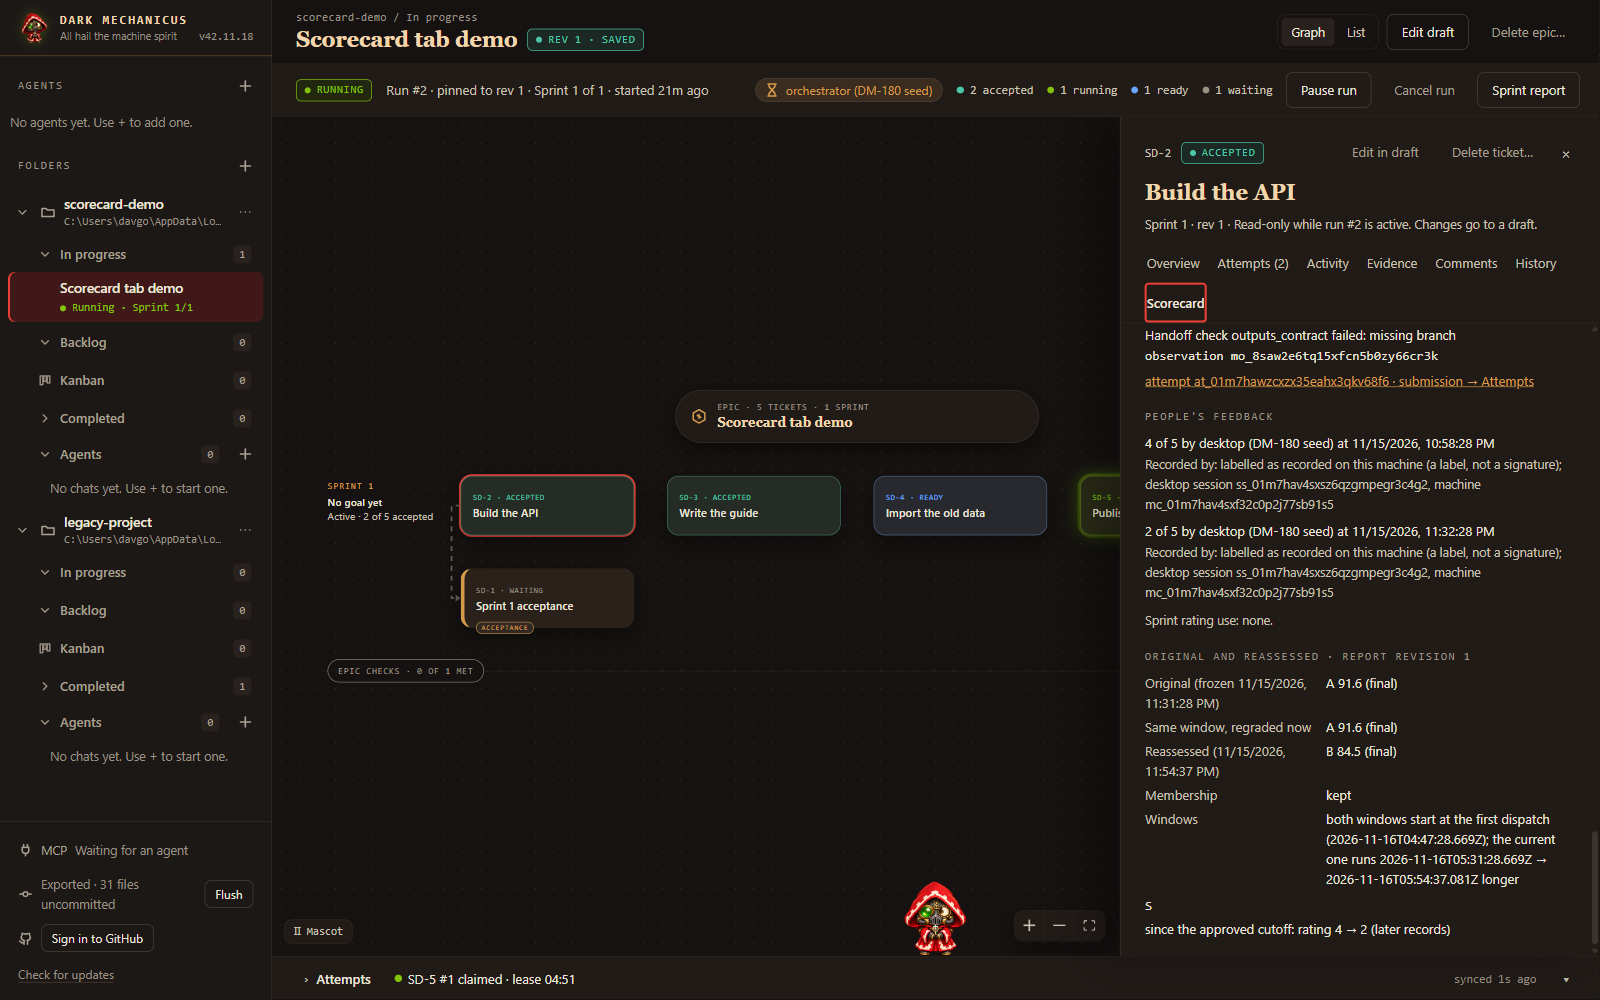 DARK MECHANICUS
All hail the machine spirit v42.11.18
AGENTS
No agents yet. Use + to add one.
FOLDERS
scorecard-demo
C:\Users\davgo\AppData\Lo…
In progress 1
Scorecard tab demo
Running · Sprint 1/1
Backlog 0
Kanban 0
Completed 0
Agents 0
No chats yet. Use + to start one.
legacy-project
C:\Users\davgo\AppData\Lo…
In progress 0
Backlog 0
Kanban 0
Completed 1
Agents 0
No chats yet. Use + to start one.
MCP Waiting for an agent
Exported · 31 files
uncommitted
Flush
Sign in to GitHub
Check for updates
scorecard-demo / In progress
Scorecard tab demo
REV 1 · SAVED
Graph List Edit draft Delete epic...
RUNNING
Run #2 · pinned to rev 1 · Sprint 1 of 1 · started 21m ago
orchestrator (DM-180 seed)
2 accepted 1 running 1 ready 1 waiting
Pause run Cancel run Sprint report
EPIC · 5 TICKETS · 1 SPRINT
Scorecard tab demo
SPRINT 1
No goal yet
Active · 2 of 5 accepted
SD-2 · ACCEPTED
Build the API
SD-3 · ACCEPTED
Write the guide
SD-4 · READY
Import the old data
SD-5 ·
Publis
SD-1 · WAITING
Sprint 1 acceptance
ACCEPTANCE
EPIC CHECKS · 0 OF 1 MET
Mascot
SD-2 ACCEPTED Edit in draft Delete ticket... ×
Build the API
Sprint 1 · rev 1 · Read-only while run #2 is active. Changes go to a draft.
Overview Attempts (2) Activity Evidence Comments History
Scorecard
Handoff check outputs_contract failed: missing branch
observation mo_8saw2e6tq15xfcn5b0zy66cr3k
attempt at_01m7hawzcxzx35eahx3qkv68f6 · submission → Attempts
PEOPLE'S FEEDBACK
4 of 5 by desktop (DM-180 seed) at 11/15/2026, 10:58:28 PM
Recorded by: labelled as recorded on this machine (a label, not a signature);
desktop session ss_01m7hav4sxsz6qzgmpegr3c4g2, machine
mc_01m7hav4sxf32c0p2j77sb91s5
2 of 5 by desktop (DM-180 seed) at 11/15/2026, 11:32:28 PM
Recorded by: labelled as recorded on this machine (a label, not a signature);
desktop session ss_01m7hav4sxsz6qzgmpegr3c4g2, machine
mc_01m7hav4sxf32c0p2j77sb91s5
Sprint rating use: none.
ORIGINAL AND REASSESSED · REPORT REVISION 1
Original (frozen 11/15/2026, A 91.6 (final)
11:31:28 PM)
Same window, regraded now A 91.6 (final)
Reassessed (11/15/2026, B 84.5 (final)
11:54:37 PM)
Membership kept
Windows both windows start at the first dispatch
(2026-11-16T04:47:28.669Z); the current
one runs 2026-11-16T05:31:28.669Z →
2026-11-16T05:54:37.081Z longer
S
since the approved cutoff: rating 4 → 2 (later records)
Attempts SD-5 #1 claimed · lease 04:51
synced 1s ago